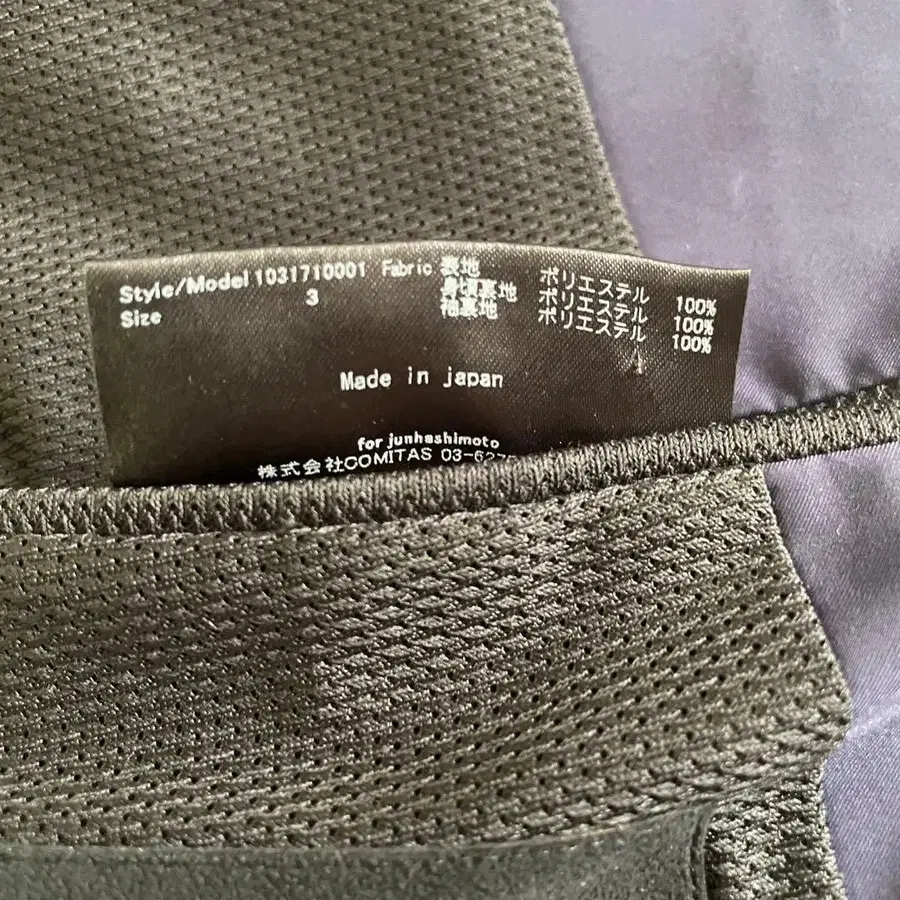 Style/Model 1031710001 Fabric 表地 ポリエステル 100%
Size 3 身頃裏地 ポリエステル 100%
袖裏地 ポリエステル 100%
Made in japan
for junhashimoto
株式会社COMITAS 03-627